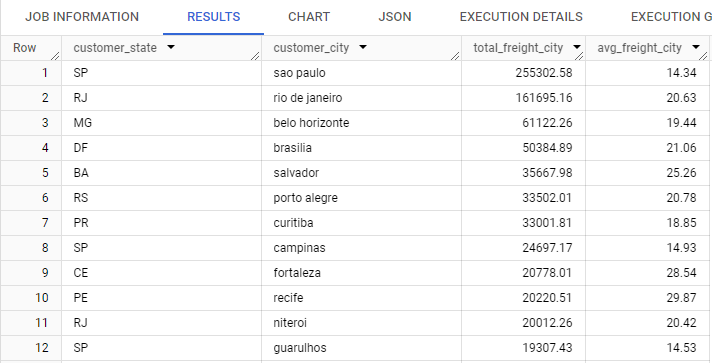 JOB INFORMATION RESULTS CHART JSON EXECUTION DETAILS EXECUTION G
Row customer_state customer_city total_freight_city avg_freight_city
1 SP sao paulo 255302.58 14.34
2 RJ rio de janeiro 161695.16 20.63
3 MG belo horizonte 61122.26 19.44
4 DF brasilia 50384.89 21.06
5 BA salvador 35667.98 25.26
6 RS porto alegre 33502.01 20.78
7 PR curitiba 33001.81 18.85
8 SP campinas 24697.17 14.93
9 CE fortaleza 20778.01 28.54
10 PE recife 20220.51 29.87
11 RJ niteroi 20012.26 20.42
12 SP guarulhos 19307.43 14.53